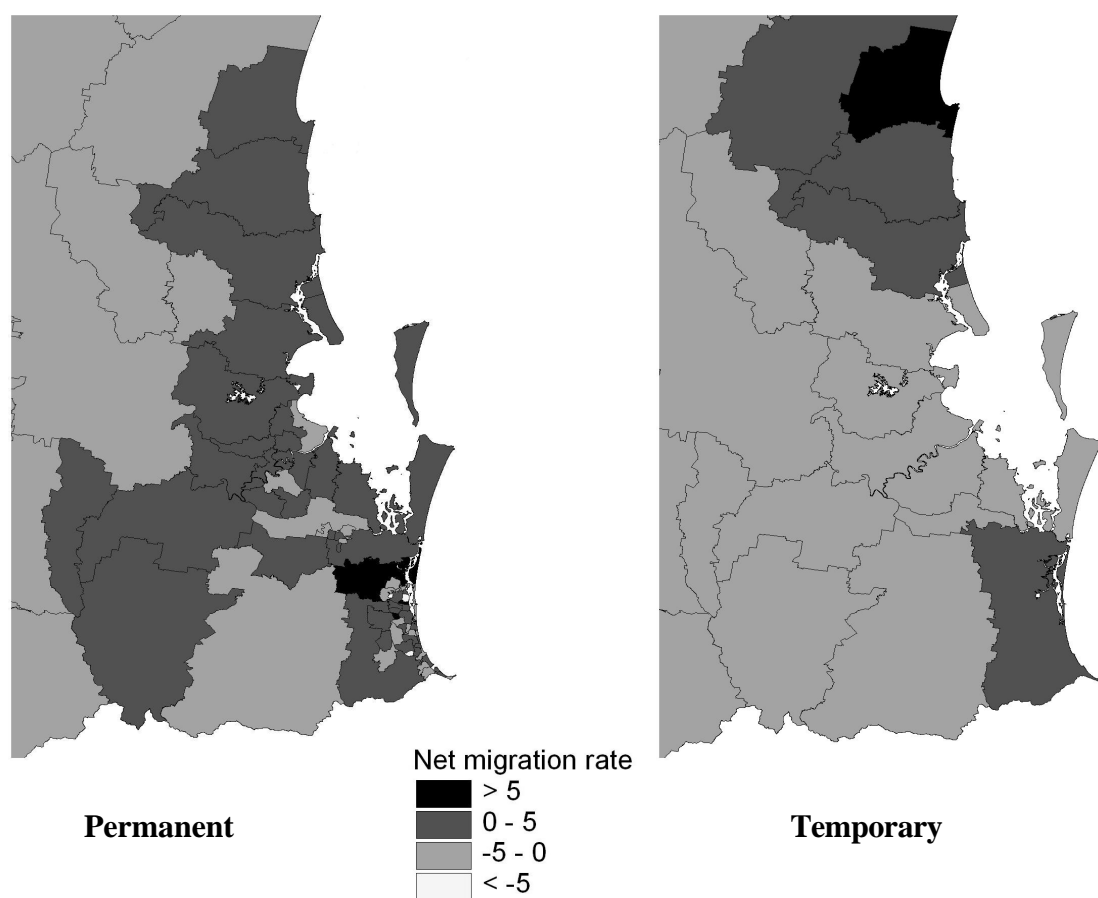 Net migration rate
> 5
0 - 5
-5 - 0
< -5
Permanent
Temporary